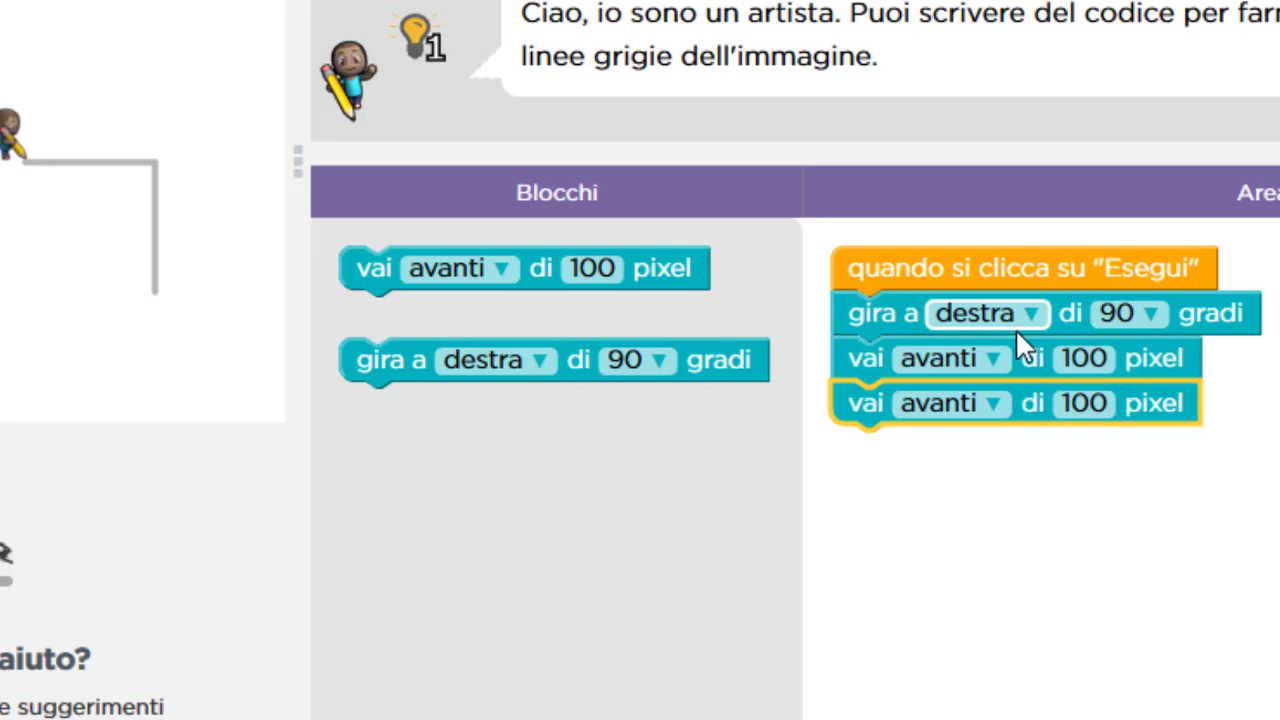 Ciao, io sono un artista. Puoi scrivere del codice per
linee grigie dell'immagine.
1
Blocchi
vai avanti di 100 pixel
gira a destra di 90 gradi
quando si clicca su "Esegui"
gira a destra di 90 gradi
vai avanti di 100 pixel
vai avanti di 100 pixel
aiuto?
e suggerimenti